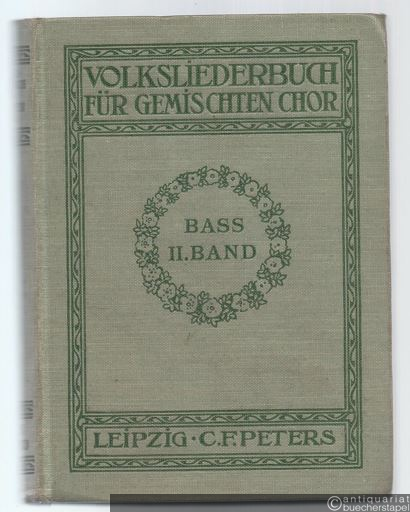 VOLKSLIEDERBUCH
FÜR GEMISCHTEN CHOR
BASS
II. BAND
LEIPZIG · C.F. PETERS
antiquariat
buecherstapel